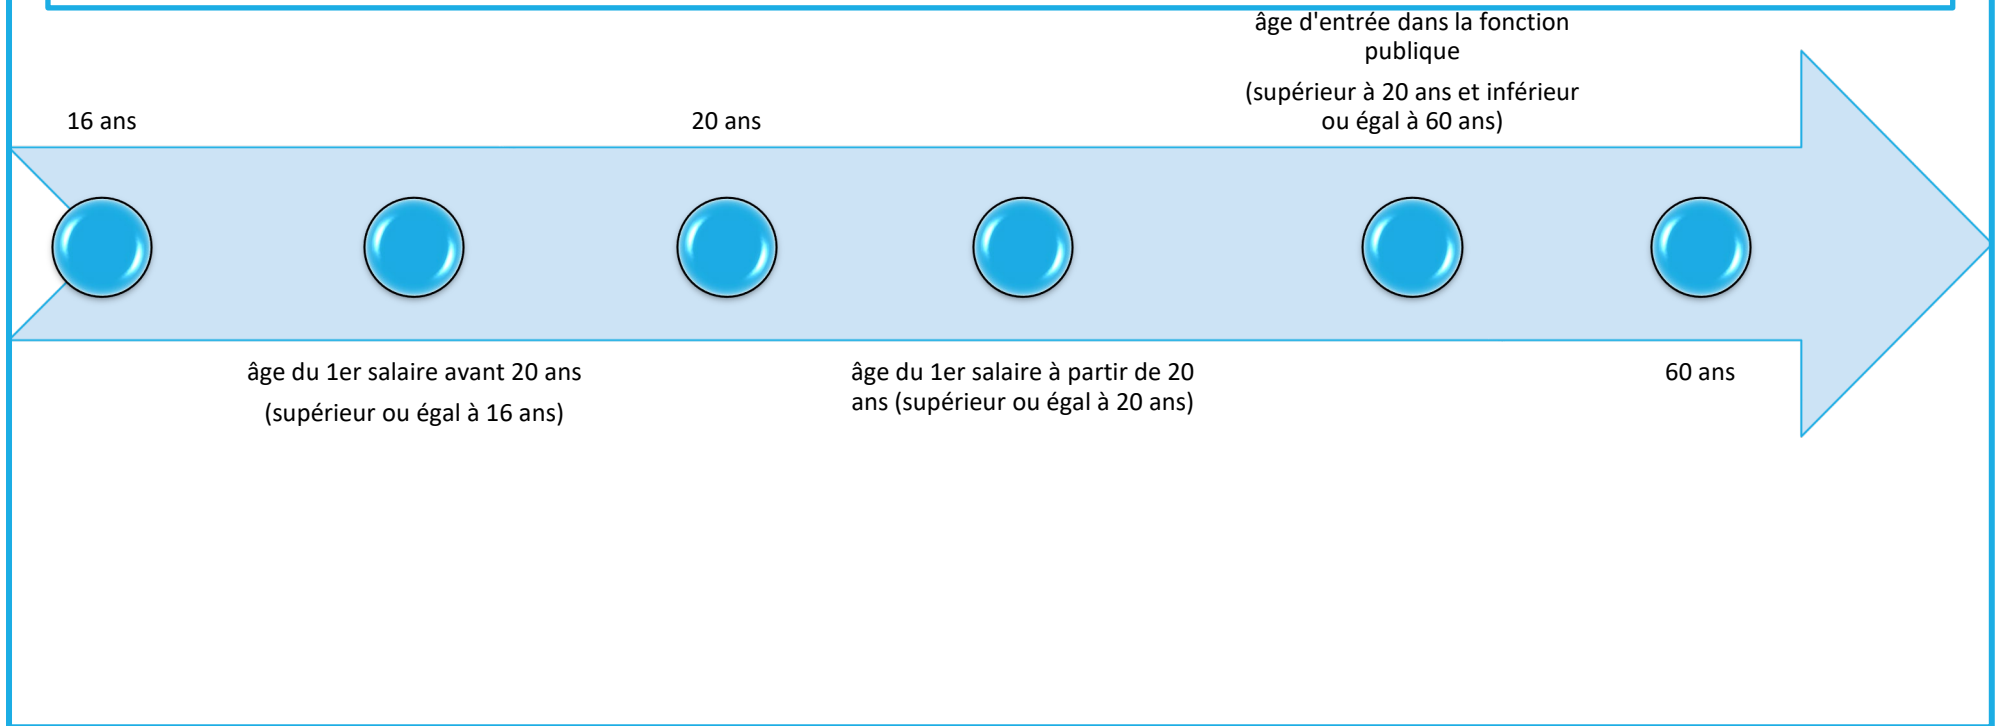 âge d'entrée dans la fonction
publique
(supérieur à 20 ans et inférieur
ou égal à 60 ans)
16 ans
20 ans
âge du 1er salaire avant 20 ans
(supérieur ou égal à 16 ans)
âge du 1er salaire à partir de 20
ans (supérieur ou égal à 20 ans)
60 ans